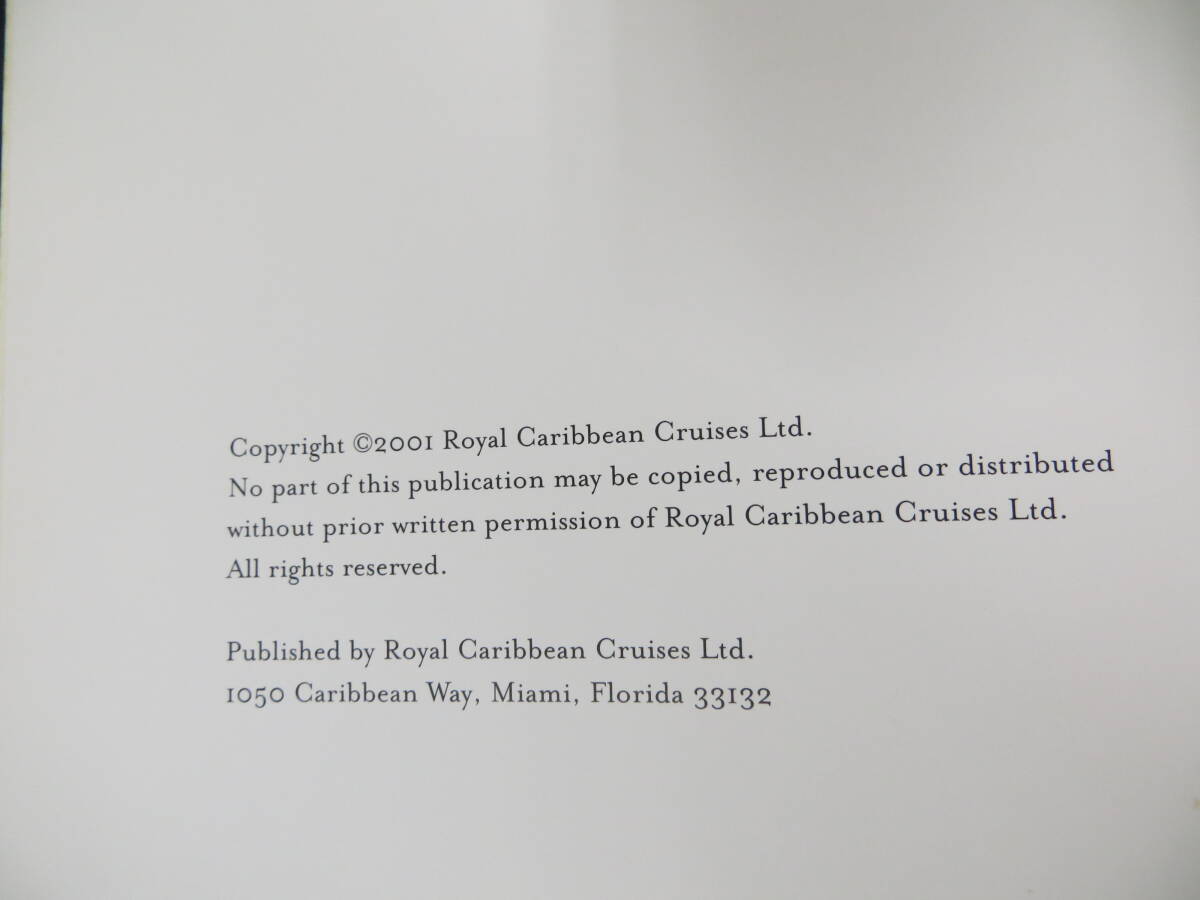 Copyright ©2001 Royal Caribbean Cruises Ltd.
No part of this publication may be copied, reproduced or distributed
without prior written permission of Royal Caribbean Cruises Ltd.
All rights reserved.
Published by Royal Caribbean Cruises Ltd.
1050 Caribbean Way, Miami, Florida 33132